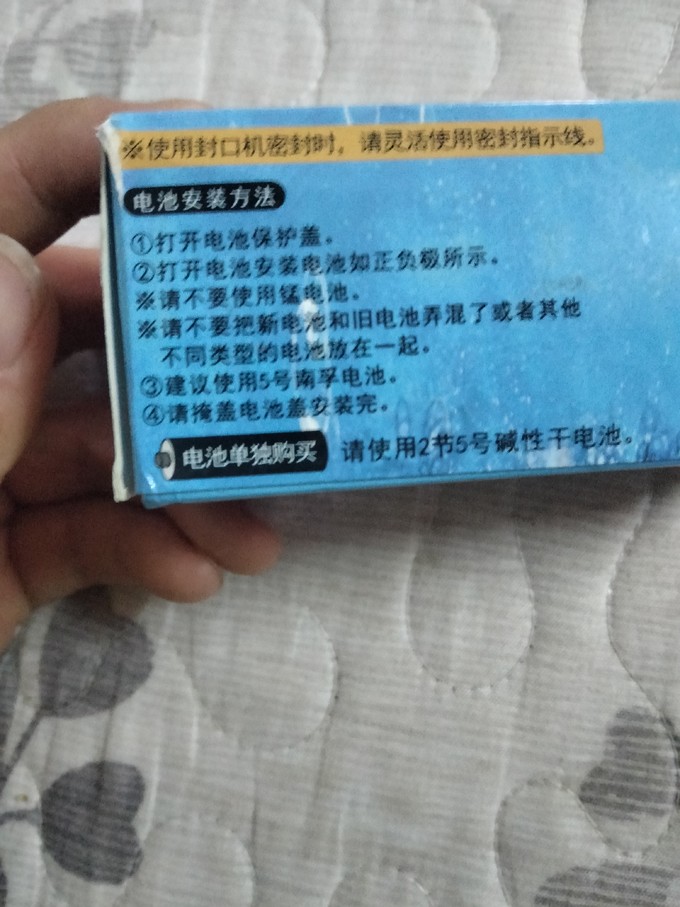 ※使用封口机密封时，请灵活使用密封指示线。
电池安装方法
①打开电池保护盖。
②打开电池安装电池如正负极所示。
※请不要使用锰电池。
※请不要把新电池和旧电池弄混了或者其他
不同类型的电池放在一起。
③建议使用5号南孚电池。
④请掩盖电池盖安装完。
电池单独购买 请使用2节5号碱性干电池。